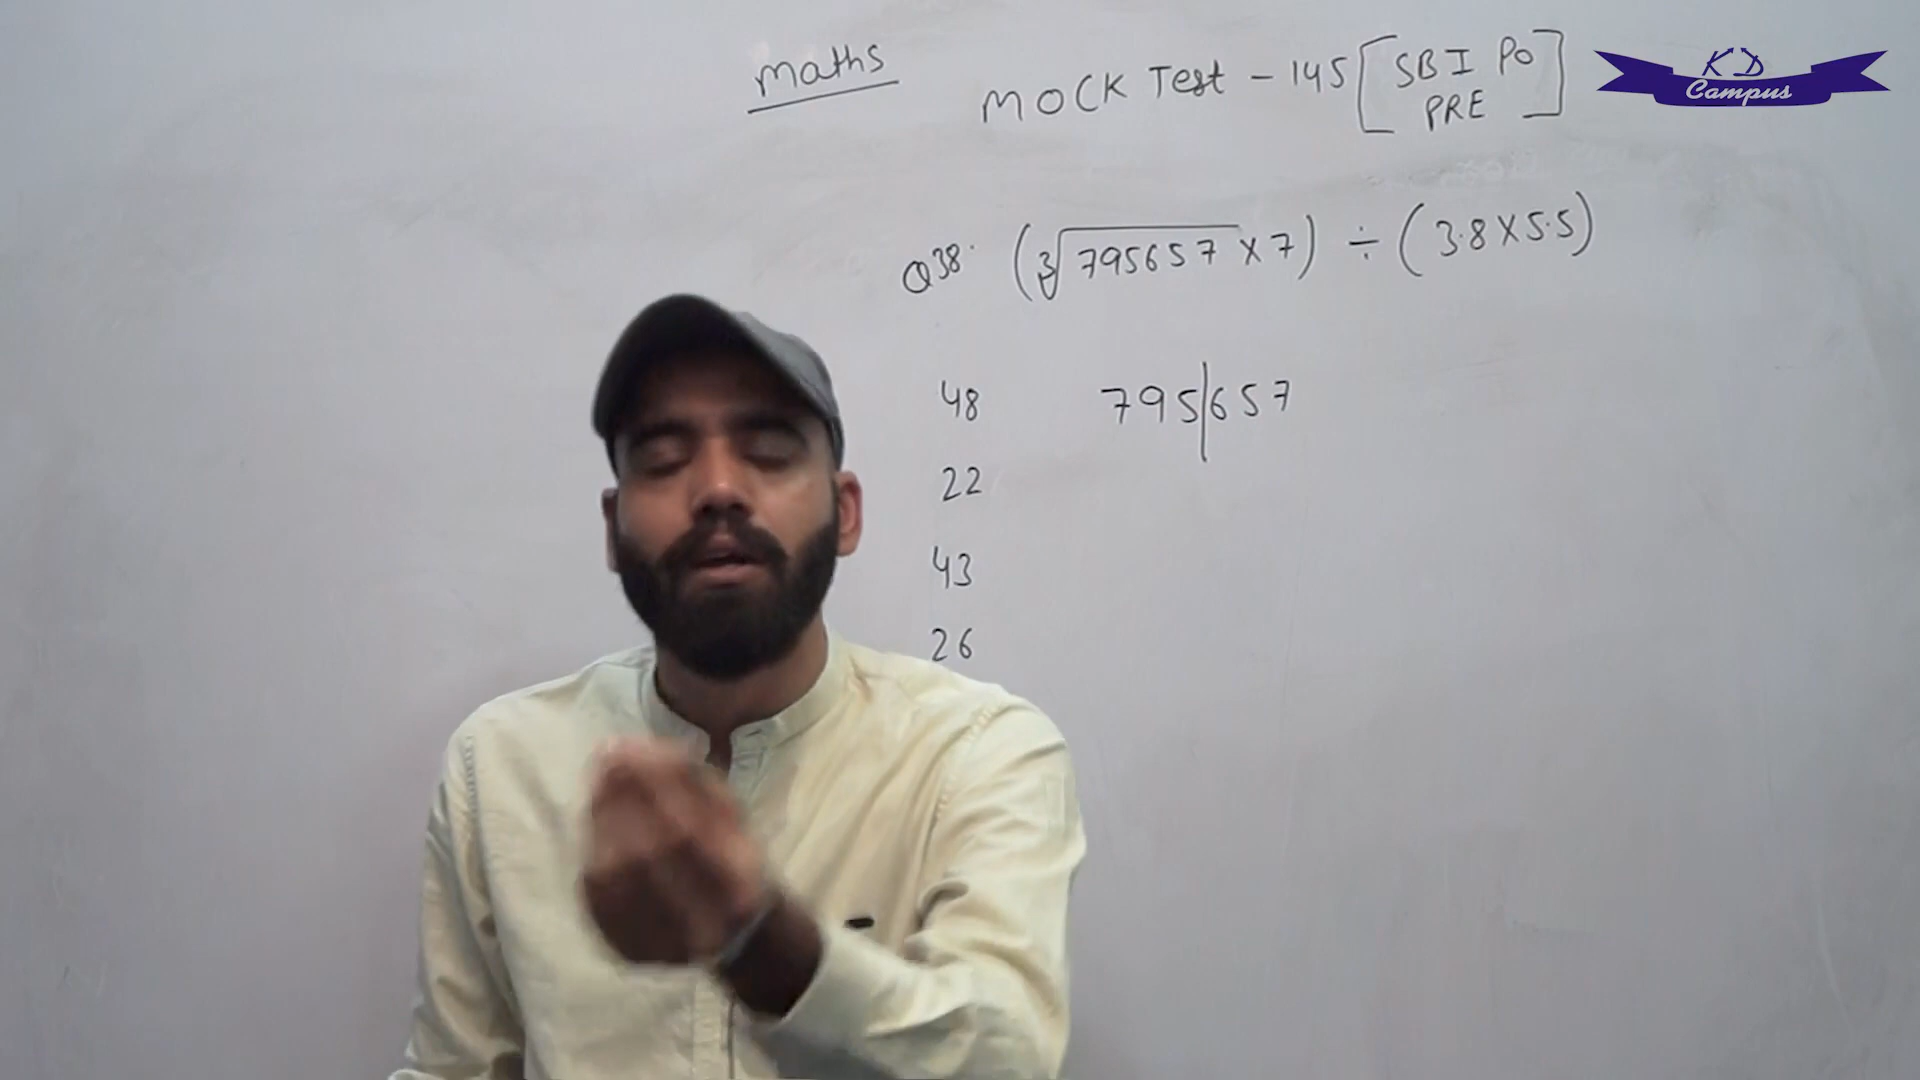 Maths
MOCK Test - 145 [SBI PO PRE]
KD Campus
Q38. (∛795657 × 7) ÷ (3.8 × 5.5)
48 795|657
22
43
26